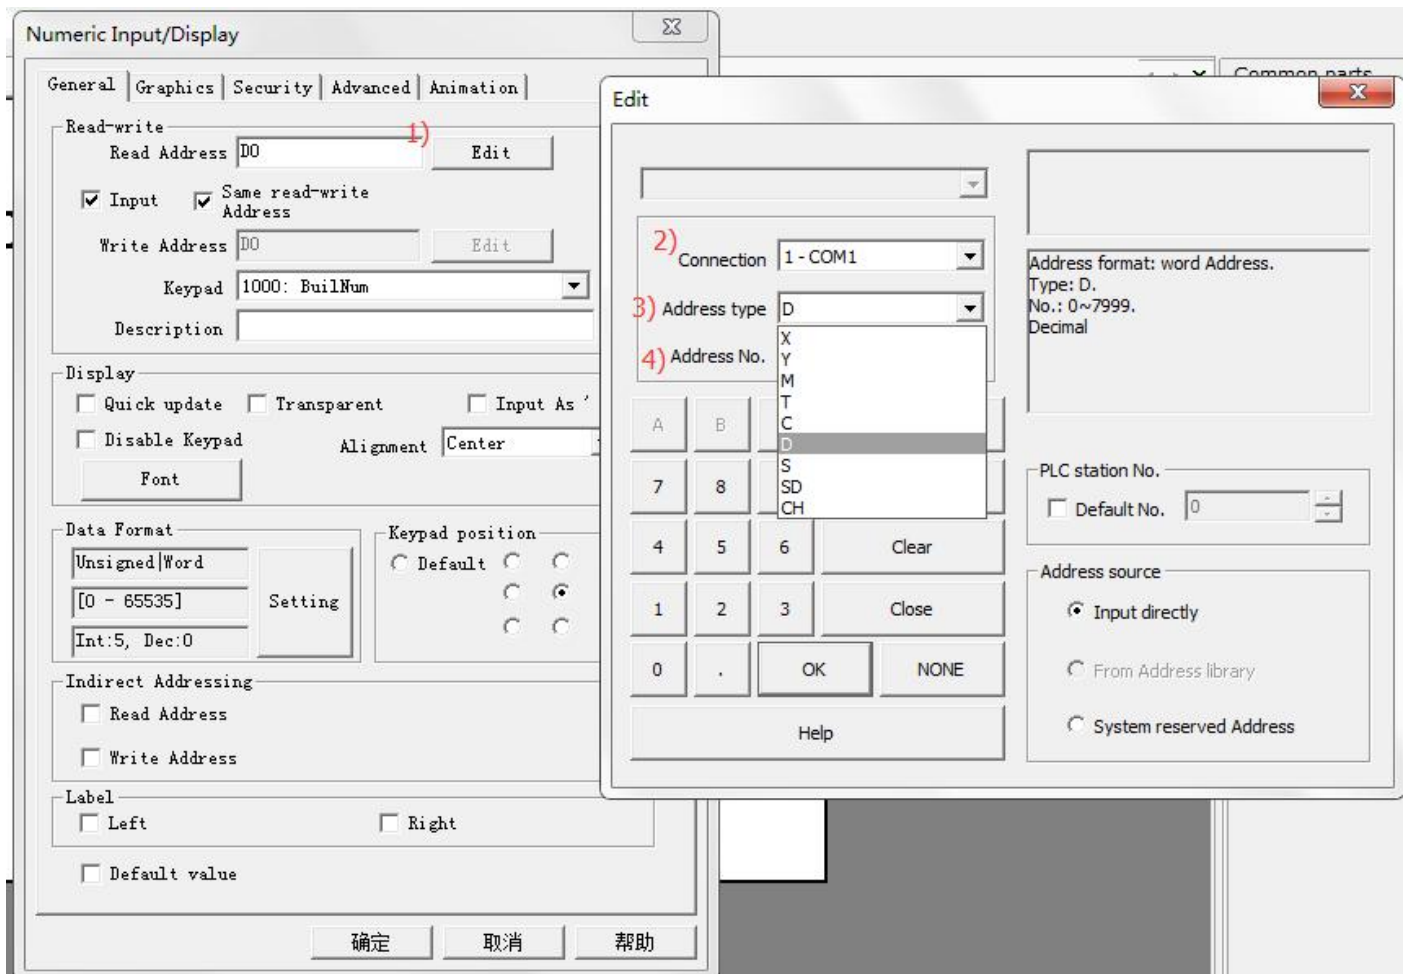 Numeric Input/Display
General Graphics Security Advanced Animation
Read-write
1)
Read Address D0 Edit
Input Same read-write Address
Write Address D0 Edit
Keypad 1000: BuilNum
Description
Display
Quick update Transparent Input As '
Disable Keypad Alignment Center
Font
Data Format
Unsigned|Word
[0 - 65535]
Int:5, Dec:0
Setting
Keypad position
Default
Indirect Addressing
Read Address
Write Address
Label
Left Right
Default value
确定 取消 帮助
Common parts
Edit
2) Connection 1 - COM1
3) Address type D
X
Y
M
T
C
D
S
SD
CH
4) Address No.
A B
7 8
4 5 6 Clear
1 2 3 Close
0 . OK NONE
Help
Address format: word Address.
Type: D.
No.: 0~7999.
Decimal
PLC station No.
Default No. 0
Address source
Input directly
From Address library
System reserved Address